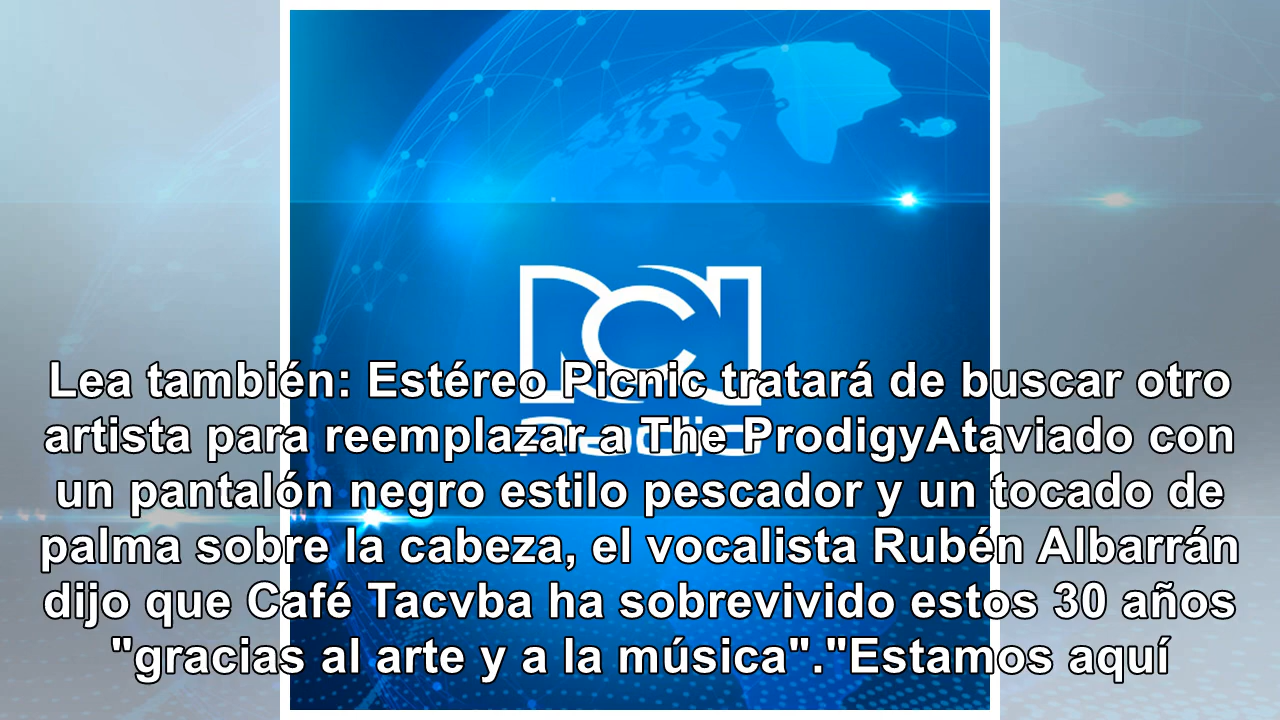 RCN
Radio
Lea también: Estéreo Picnic tratará de buscar otro
artista para reemplazar a The ProdigyAtaviado con
un pantalón negro estilo pescador y un tocado de
palma sobre la cabeza, el vocalista Rubén Albarrán
dijo que Café Tacvba ha sobrevivido estos 30 años
"gracias al arte y a la música"."Estamos aquí